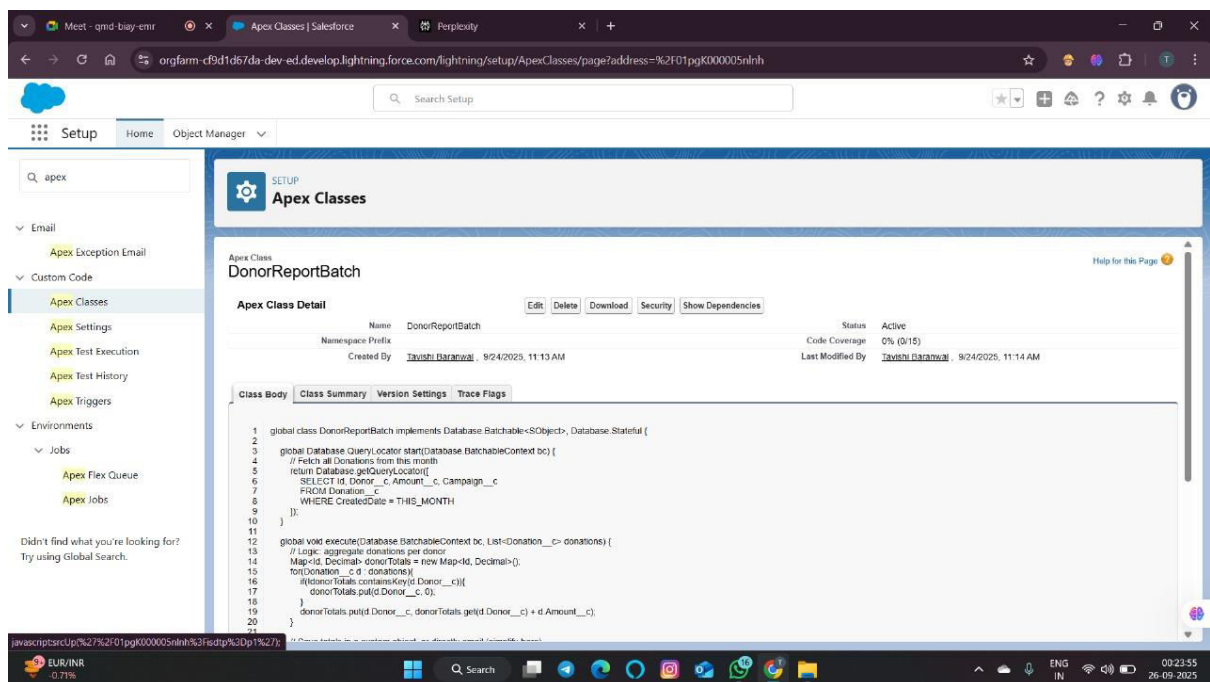 Meet - qmd-biay-emr
Apex Classes | Salesforce
Perplexity
orgfarm-cf9d1d67da-dev-ed.develop.lightning.force.com/lightning/setup/ApexClasses/page?address=%2F01pgK000005nlnh
Search Setup
Setup Home Object Manager
apex
Email
Apex Exception Email
Custom Code
Apex Classes
Apex Settings
Apex Test Execution
Apex Test History
Apex Triggers
Environments
Jobs
Apex Flex Queue
Apex Jobs
Didn't find what you're looking for?
Try using Global Search.
SETUP
Apex Classes
Apex Class
DonorReportBatch
Help for this Page
Apex Class Detail
Edit Delete Download Security Show Dependencies
Name DonorReportBatch Status Active
Namespace Prefix Code Coverage 0% (0/15)
Created By Tavishi Baranwal , 9/24/2025, 11:13 AM Last Modified By Tavishi Baranwal , 9/24/2025, 11:14 AM
Class Body Class Summary Version Settings Trace Flags
1 global class DonorReportBatch implements Database.Batchable<SObject>, Database.Stateful {
2
3 global Database.QueryLocator start(Database.BatchableContext bc) {
4 // Fetch all Donations from this month
5 return Database.getQueryLocator([
6 SELECT Id, Donor__c, Amount__c, Campaign__c
7 FROM Donation__c
8 WHERE CreatedDate = THIS_MONTH
9 ]);
10 }
11
12 global void execute(Database.BatchableContext bc, List<Donation__c> donations) {
13 // Logic: aggregate donations per donor
14 Map<Id, Decimal> donorTotals = new Map<Id, Decimal>();
15 for(Donation__c d : donations){
16 if(!donorTotals.containsKey(d.Donor__c)){
17 donorTotals.put(d.Donor__c, 0);
18 }
19 donorTotals.put(d.Donor__c, donorTotals.get(d.Donor__c) + d.Amount__c);
20 }
21
javascript:srcUp(%27%2F01pgK000005nlnh%3Fisdtp%3Dp1%27);
EUR/INR
-0.71%
Search
ENG
IN
00:23:55
26-09-2025